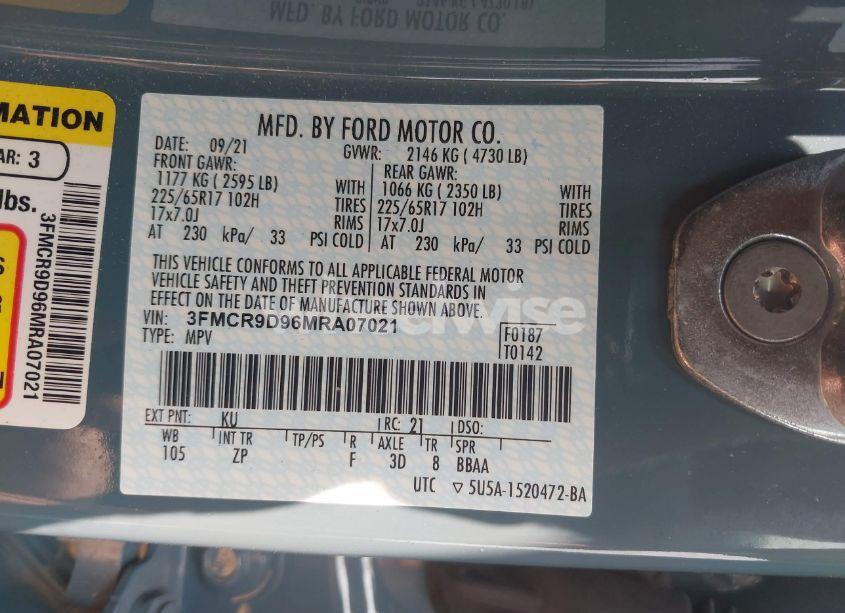 MFD. BY FORD MOTOR CO.
MATION
AR: 3
lbs.
3FMCR9D96MRA07021
MFD. BY FORD MOTOR CO.
DATE: 09/21 GVWR: 2146 KG ( 4730 LB)
FRONT GAWR: REAR GAWR:
1177 KG ( 2595 LB) WITH 1066 KG ( 2350 LB) WITH
225/65R17 102H TIRES 225/65R17 102H TIRES
17x7.0J RIMS 17x7.0J RIMS
AT 230 kPa/ 33 PSI COLD AT 230 kPa/ 33 PSI COLD
THIS VEHICLE CONFORMS TO ALL APPLICABLE FEDERAL MOTOR
VEHICLE SAFETY AND THEFT PREVENTION STANDARDS IN
EFFECT ON THE DATE OF MANUFACTURE SHOWN ABOVE.
VIN: 3FMCR9D96MRA07021
TYPE: MPV
F0187
T0142
EXT PNT: KU RC: 21 DSO:
WB INT TR TP/PS R AXLE TR SPR
105 ZP F 3D 8 BBAA
UTC ▽ 5U5A-1520472-BA